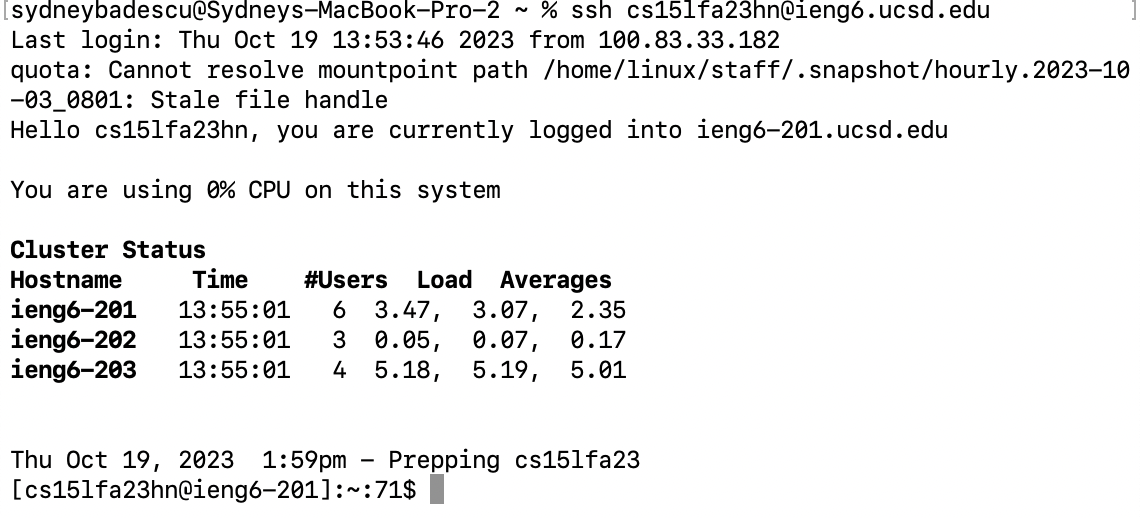 [sydneybadescu@Sydneys-MacBook-Pro-2 ~ % ssh cs15lfa23hn@ieng6.ucsd.edu ]
Last login: Thu Oct 19 13:53:46 2023 from 100.83.33.182
quota: Cannot resolve mountpoint path /home/linux/staff/.snapshot/hourly.2023-10
-03_0801: Stale file handle
Hello cs15lfa23hn, you are currently logged into ieng6-201.ucsd.edu
You are using 0% CPU on this system
Cluster Status
Hostname     Time    #Users  Load  Averages
ieng6-201   13:55:01   6  3.47,  3.07,  2.35
ieng6-202   13:55:01   3  0.05,  0.07,  0.17
ieng6-203   13:55:01   4  5.18,  5.19,  5.01
Thu Oct 19, 2023  1:59pm - Prepping cs15lfa23
[cs15lfa23hn@ieng6-201]:~:71$